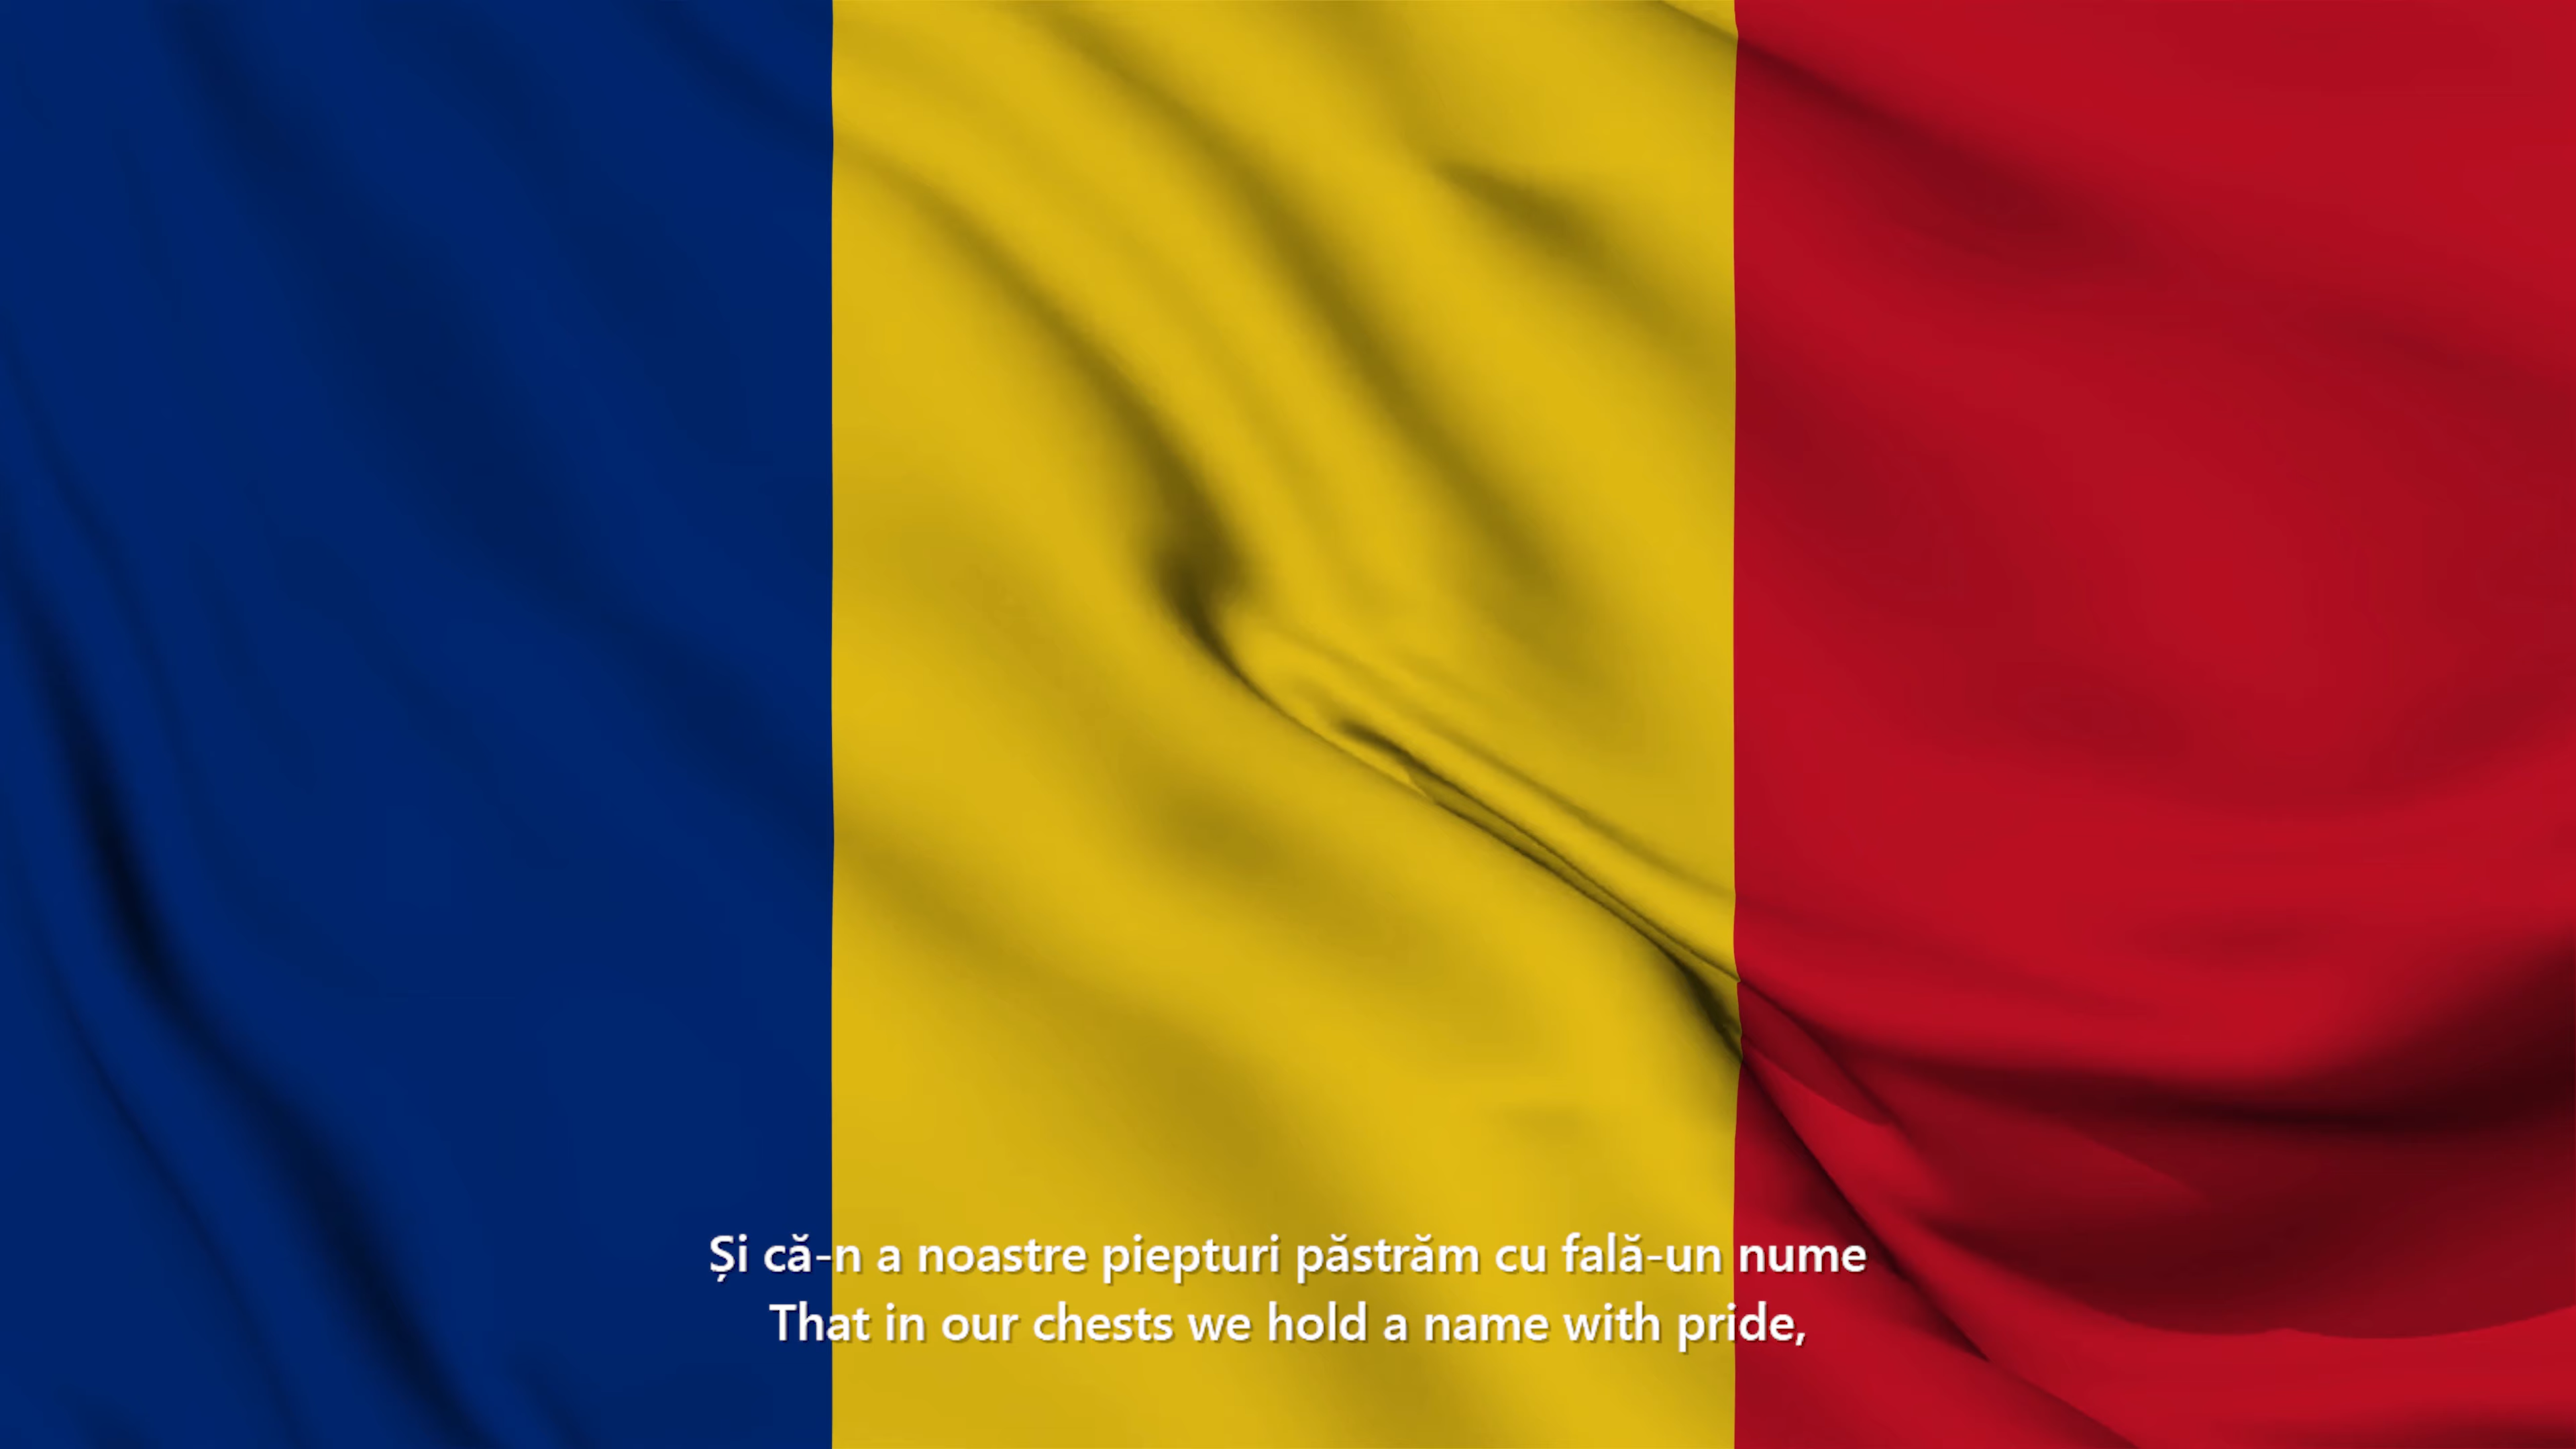 Și că-n a noastre piepturi păstrăm cu fală-un nume
That in our chests we hold a name with pride,